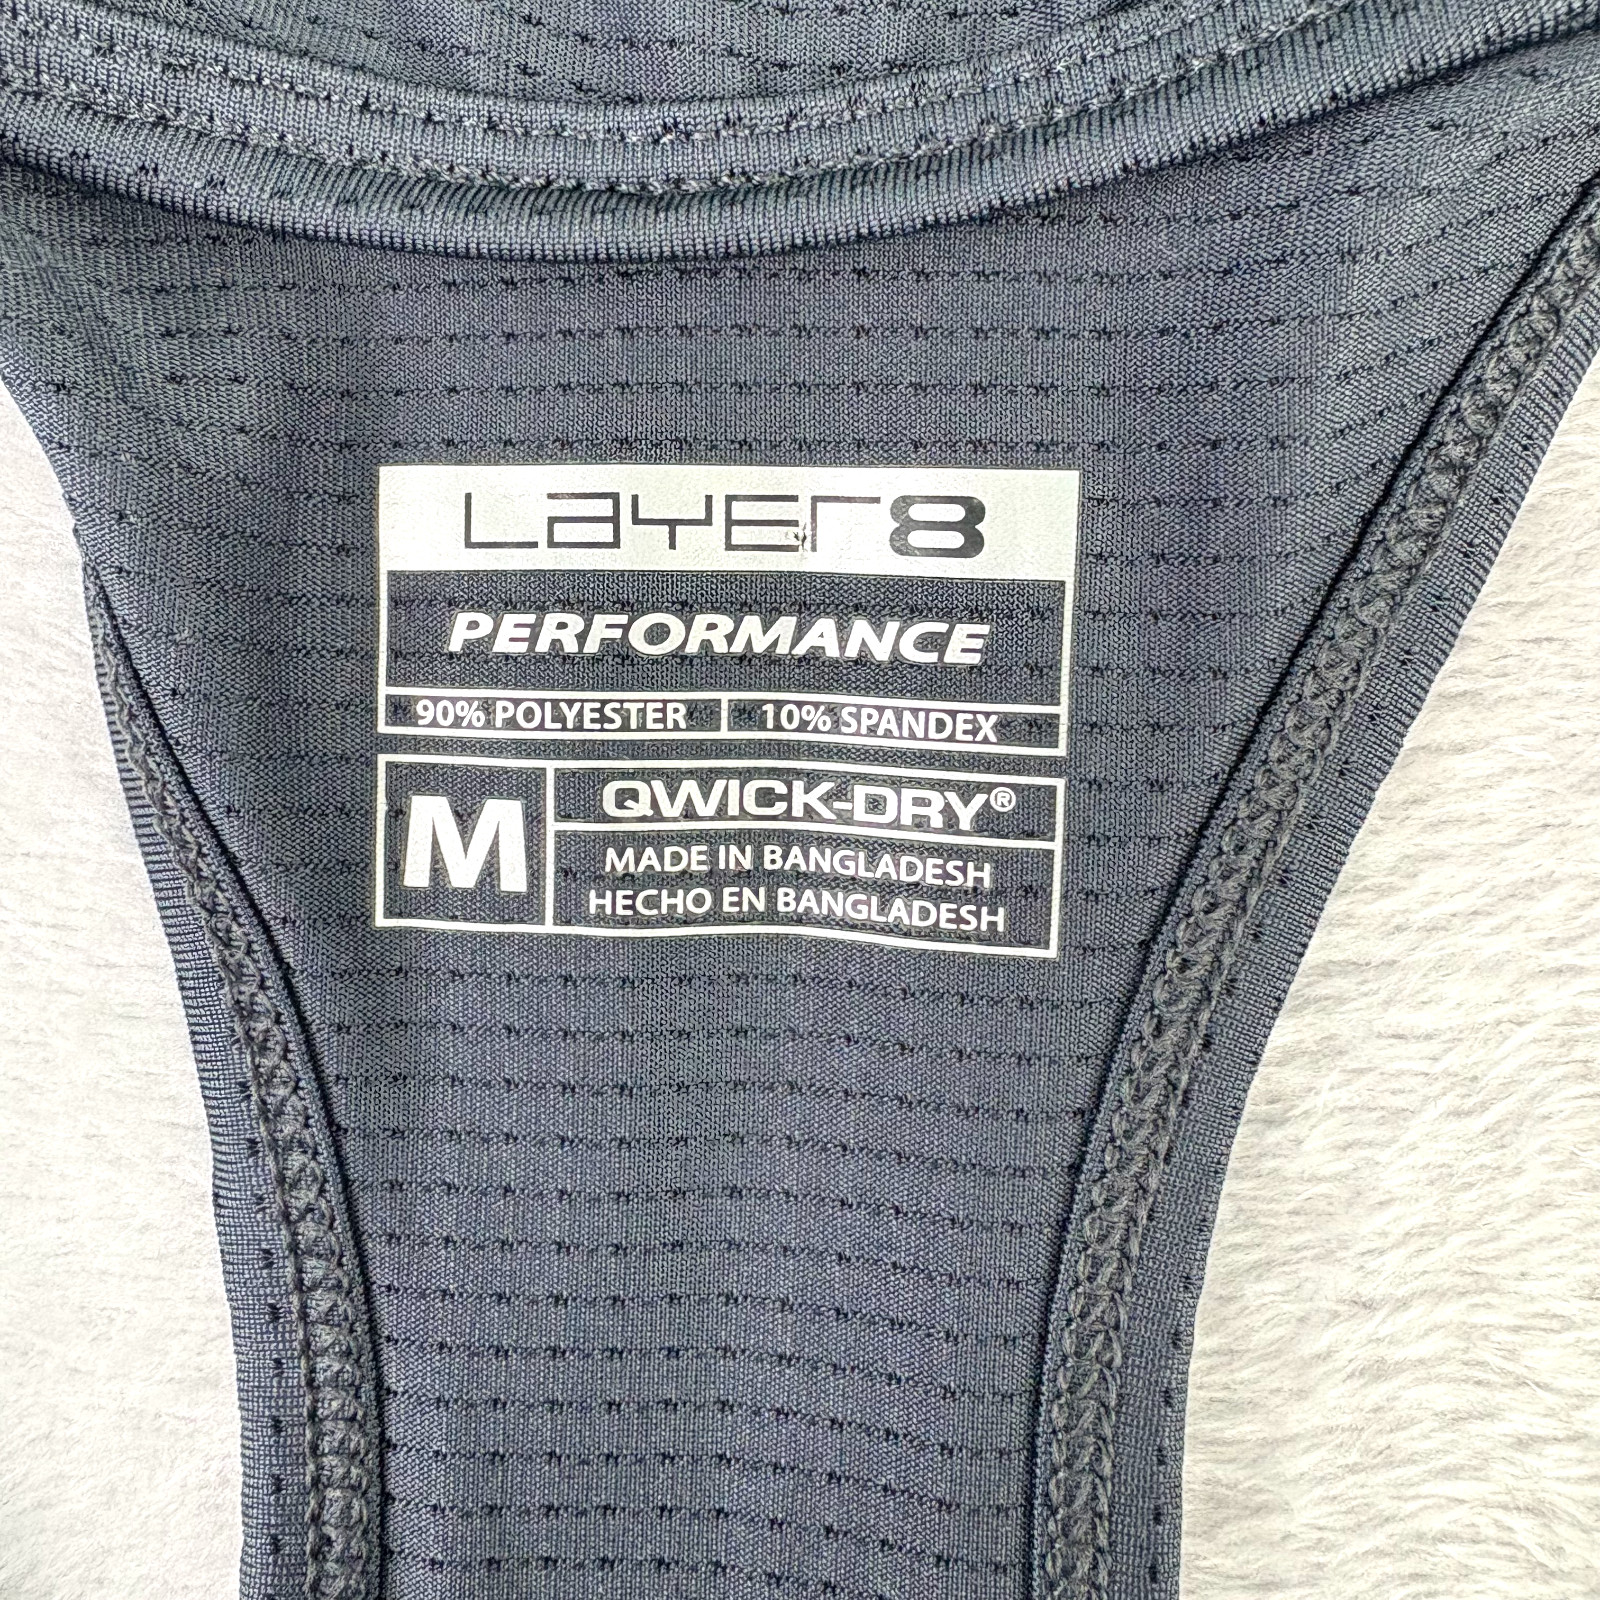 Layer8
PERFORMANCE
90% POLYESTER 10% SPANDEX
M
QWICK-DRY®
MADE IN BANGLADESH
HECHO EN BANGLADESH